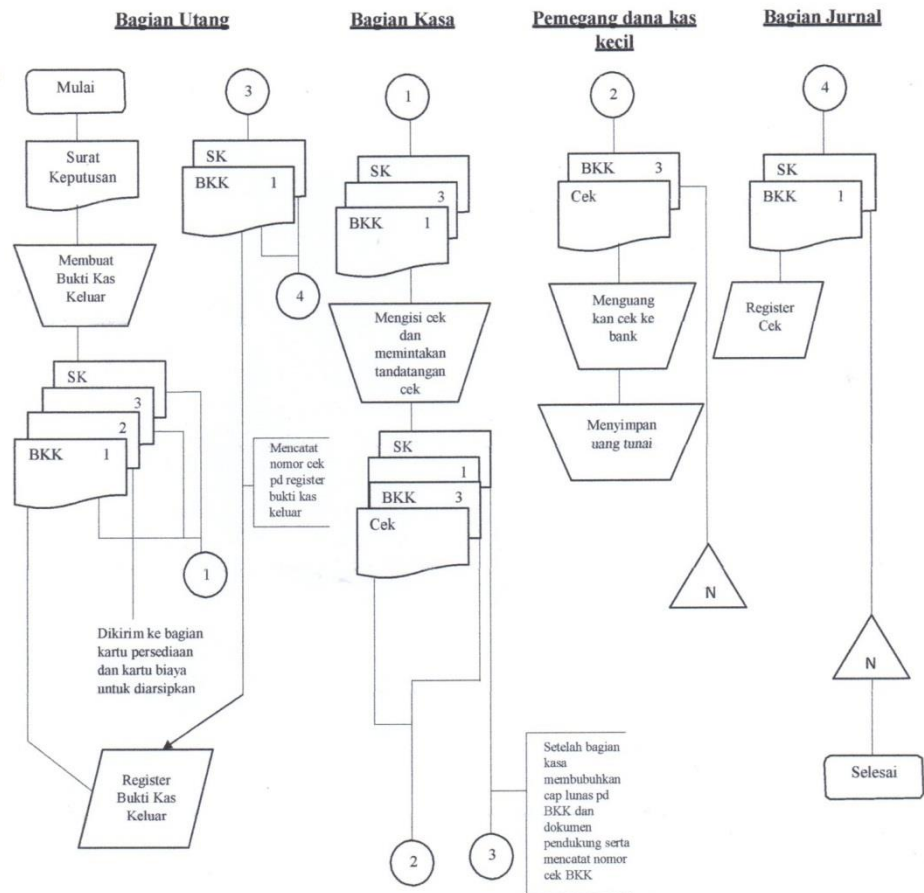 Bagian Utang
Bagian Kasa
Pemegang dana kas
kecil
Bagian Jurnal
Mulai
Surat
Keputusan
Membuat
Bukti Kas
Keluar
SK
3
2
BKK 1
1
Dikirim ke bagian
kartu persediaan
dan kartu biaya
untuk diarsipkan
Register
Bukti Kas
Keluar
3
SK
BKK 1
4
Mencatat
nomor cek
pd register
bukti kas
keluar
1
SK
3
BKK 1
Mengisi cek
dan
memintakan
tandatangan
cek
SK
1
BKK 3
Cek
2
3
Setelah bagian
kasa
membubuhkan
cap lunas pd
BKK dan
dokumen
pendukung serta
mencatat nomor
cek BKK
2
BKK 3
Cek
Menguang
kan cek ke
bank
Menyimpan
uang tunai
N
4
SK
BKK 1
Register
Cek
N
Selesai